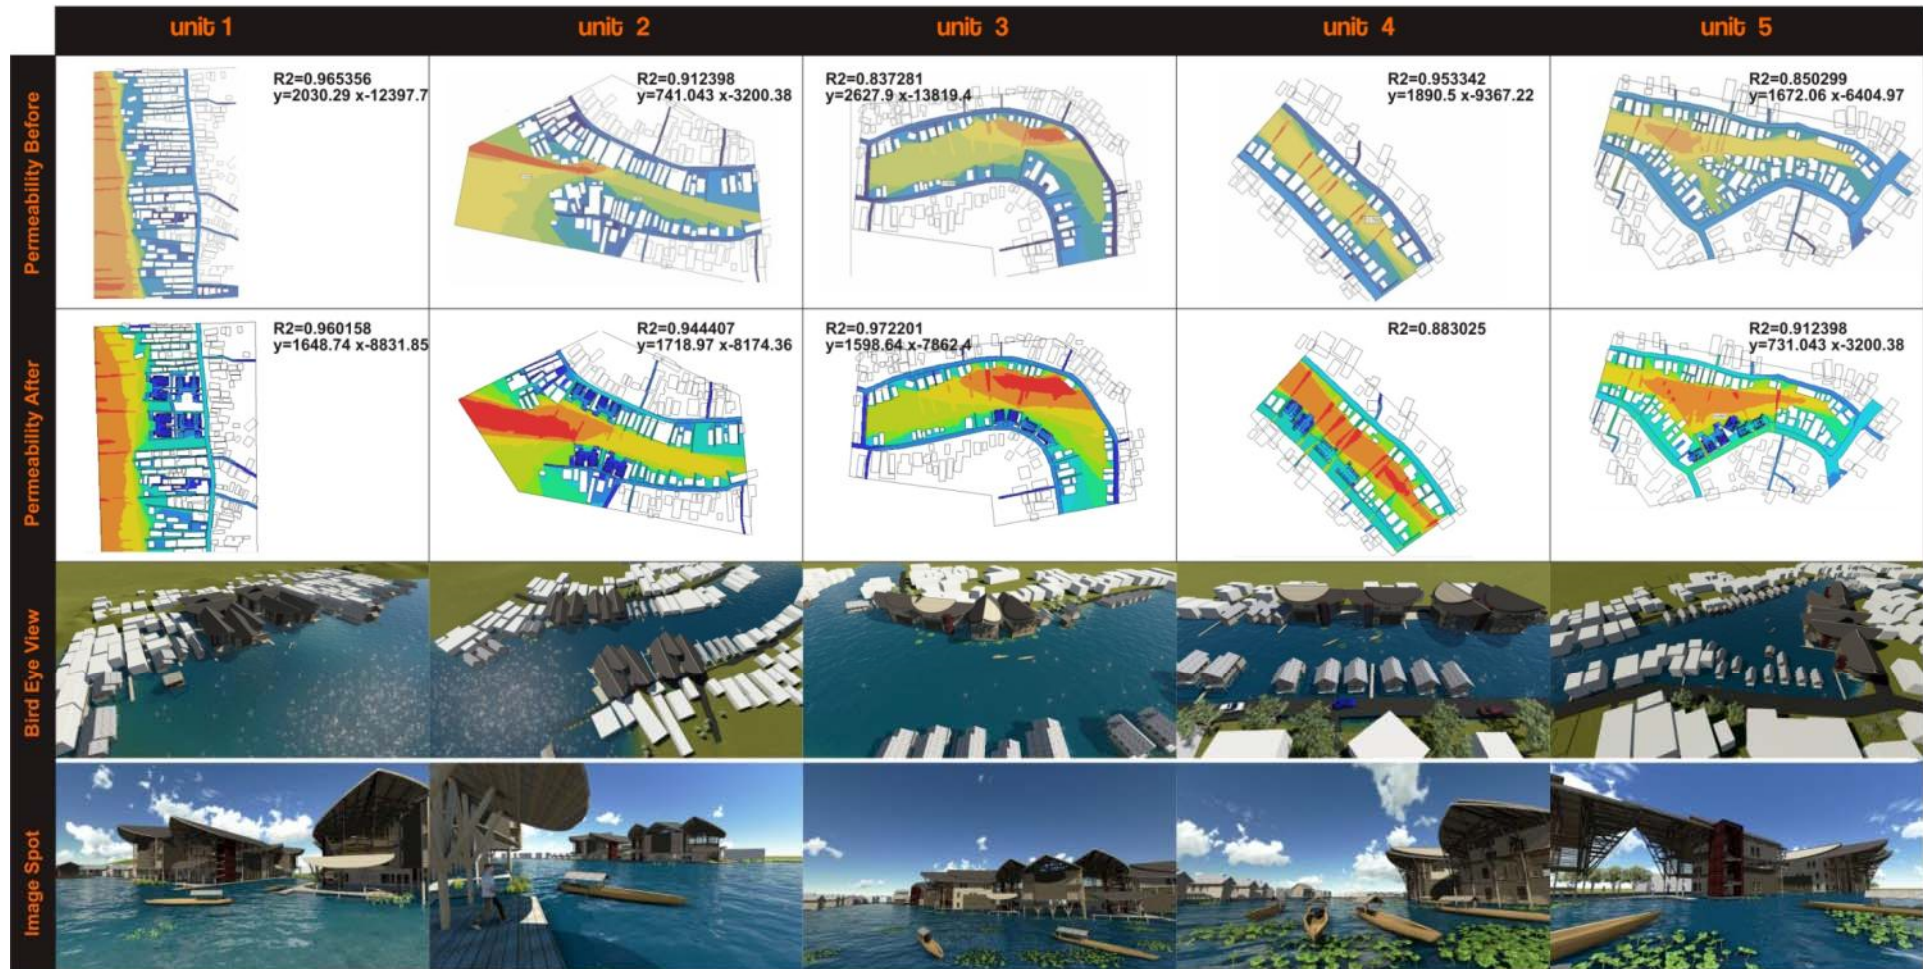 unit 1
unit 2
unit 3
unit 4
unit 5
Permeability Before
R2=0.965356
y=2030.29 x-12397.7
R2=0.912398
y=741.043 x-3200.38
R2=0.837281
y=2627.9 x-13819.4
R2=0.953342
y=1890.5 x-9367.22
R2=0.850299
y=1672.06 x-6404.97
Permeability After
R2=0.960158
y=1648.74 x-8831.85
R2=0.944407
y=1718.97 x-8174.36
R2=0.972201
y=1598.64 x-7862.4
R2=0.883025
R2=0.912398
y=731.043 x-3200.38
Bird Eye View
Image Spot